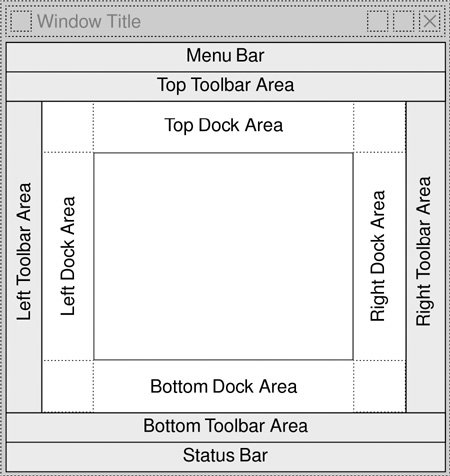 Window Title
Menu Bar
Top Toolbar Area
Top Dock Area
Left Toolbar Area
Left Dock Area
Right Dock Area
Right Toolbar Area
Bottom Dock Area
Bottom Toolbar Area
Status Bar